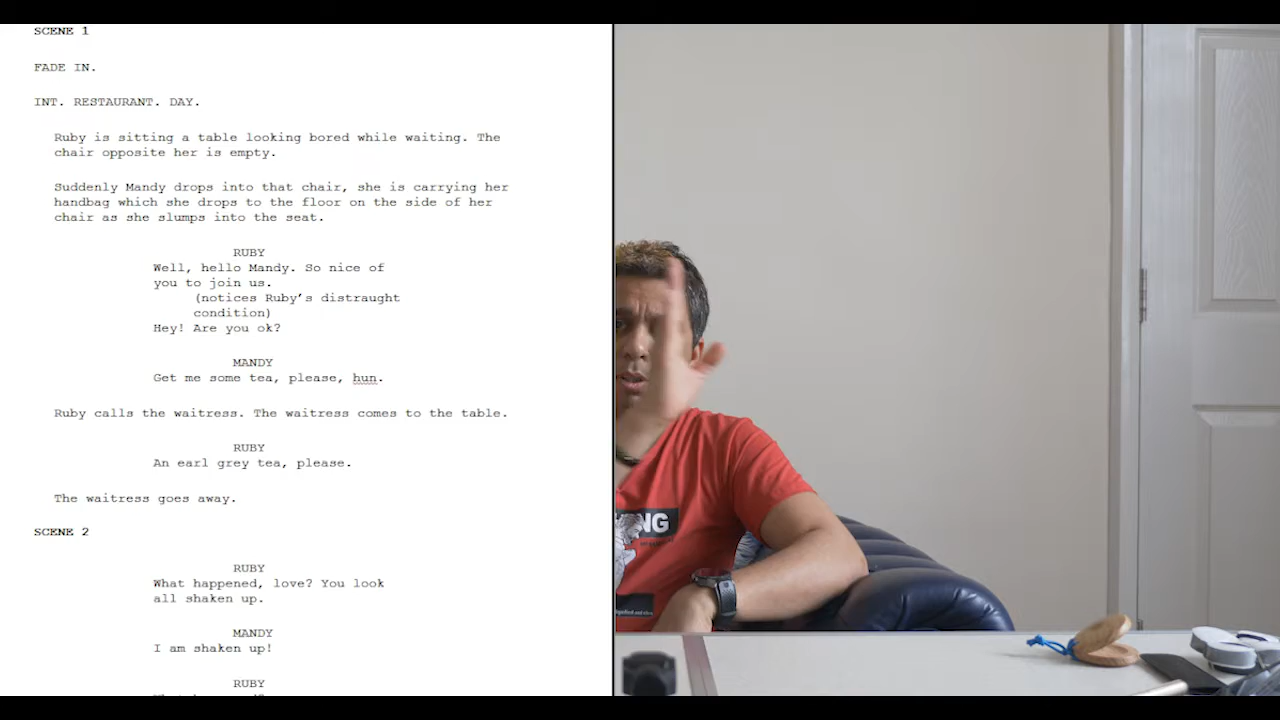 SCENE 1
FADE IN.
INT. RESTAURANT. DAY.
Ruby is sitting a table looking bored while waiting. The
chair opposite her is empty.
Suddenly Mandy drops into that chair, she is carrying her
handbag which she drops to the floor on the side of her
chair as she slumps into the seat.
RUBY
Well, hello Mandy. So nice of
you to join us.
(notices Ruby's distraught
condition)
Hey! Are you ok?
MANDY
Get me some tea, please, hun.
Ruby calls the waitress. The waitress comes to the table.
RUBY
An earl grey tea, please.
The waitress goes away.
SCENE 2
RUBY
What happened, love? You look
all shaken up.
MANDY
I am shaken up!
RUBY